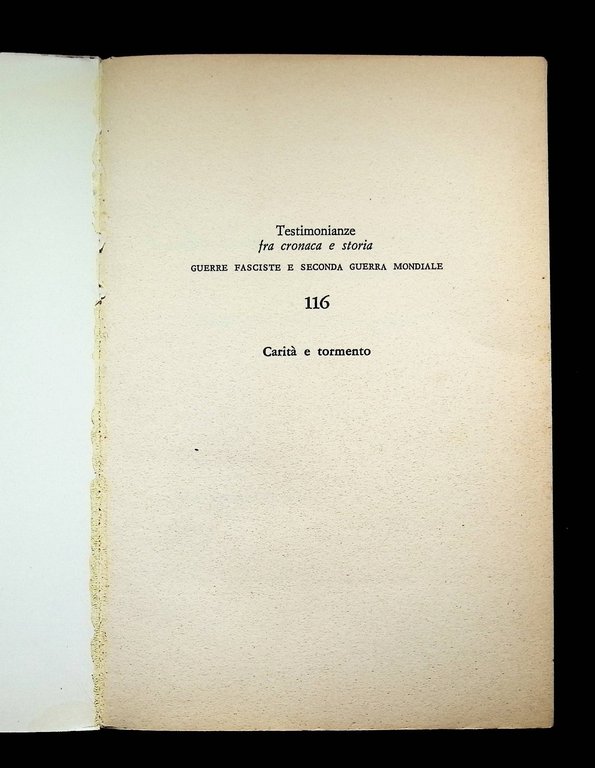 Testimonianze
fra cronaca e storia
GUERRE FASCISTE E SECONDA GUERRA MONDIALE
116
Carità e tormento